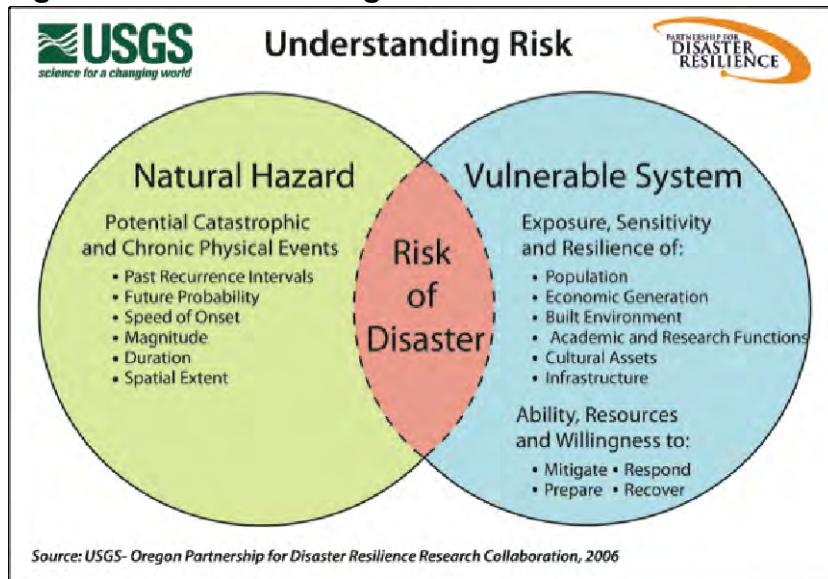 USGS
science for a changing world
Understanding Risk
PARTNERSHIP FOR
DISASTER
RESILIENCE
Natural Hazard
Potential Catastrophic
and Chronic Physical Events
• Past Recurrence Intervals
• Future Probability
• Speed of Onset
• Magnitude
• Duration
• Spatial Extent
Risk
of
Disaster
Vulnerable System
Exposure, Sensitivity
and Resilience of:
• Population
• Economic Generation
• Built Environment
• Academic and Research Functions
• Cultural Assets
• Infrastructure
Ability, Resources
and Willingness to:
• Mitigate • Respond
• Prepare • Recover
Source: USGS- Oregon Partnership for Disaster Resilience Research Collaboration, 2006